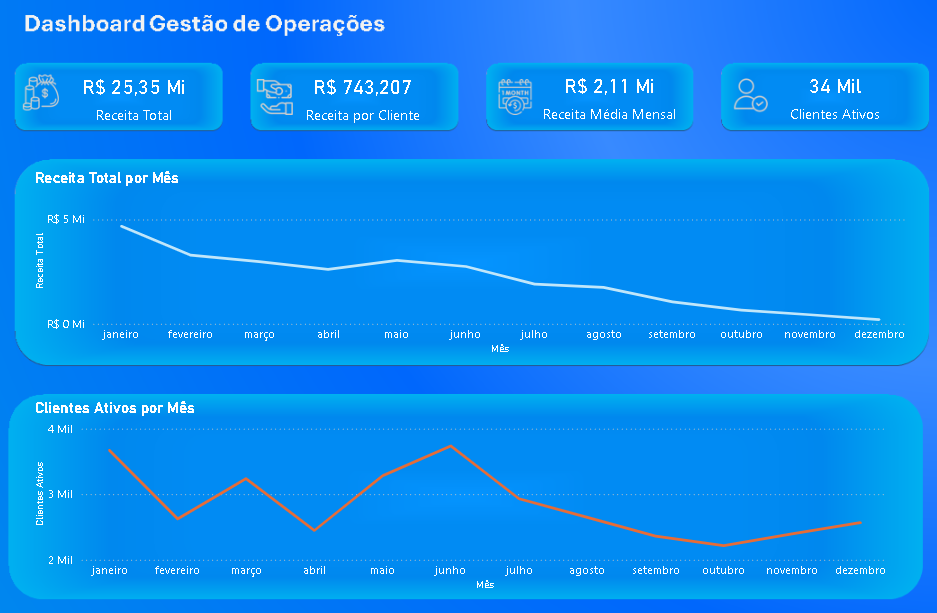 Dashboard Gestão de Operações
R$ 25,35 Mi
Receita Total
R$ 743,207
Receita por Cliente
1 MONTH
R$ 2,11 Mi
Receita Média Mensal
34 Mil
Clientes Ativos
Receita Total por Mês
R$ 5 Mi
Receita Total
R$ 0 Mi
janeiro fevereiro março abril maio junho julho agosto setembro outubro novembro dezembro
Mês
Clientes Ativos por Mês
4 Mil
Clientes Ativos
3 Mil
2 Mil
janeiro fevereiro março abril maio junho julho agosto setembro outubro novembro dezembro
Mês